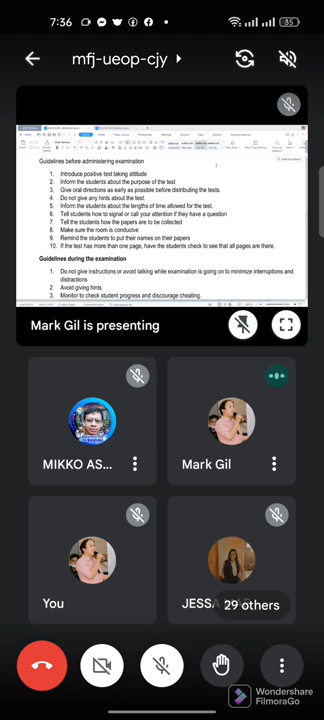 7:36
35
mfj-ueop-cjy
Guidelines before administering examination
1. Introduce positive test taking attitude
2. Inform the students about the purpose of the test
3. Give oral directions as early as possible before distributing the tests.
4. Do not give any hints about the test.
5. Inform the students about the lengths of time allowed for the test.
6. Tell students how to signal or call your attention if they have a question
7. Tell the students how the papers are to be collected
8. Make sure the room is conducive
9. Remind the students to put their names on their papers
10. If the test has more than one page, have the students check to see that all pages are there.
Guidelines during the examination
1. Do not give instructions or avoid talking while examination is going on to minimize interruptions and
distractions
2. Avoid giving hints
3. Monitor to check student progress and discourage cheating.
Mark Gil is presenting
MIKKO AS...
Mark Gil
You
JESSA
29 others
Wondershare
FilmoraGo